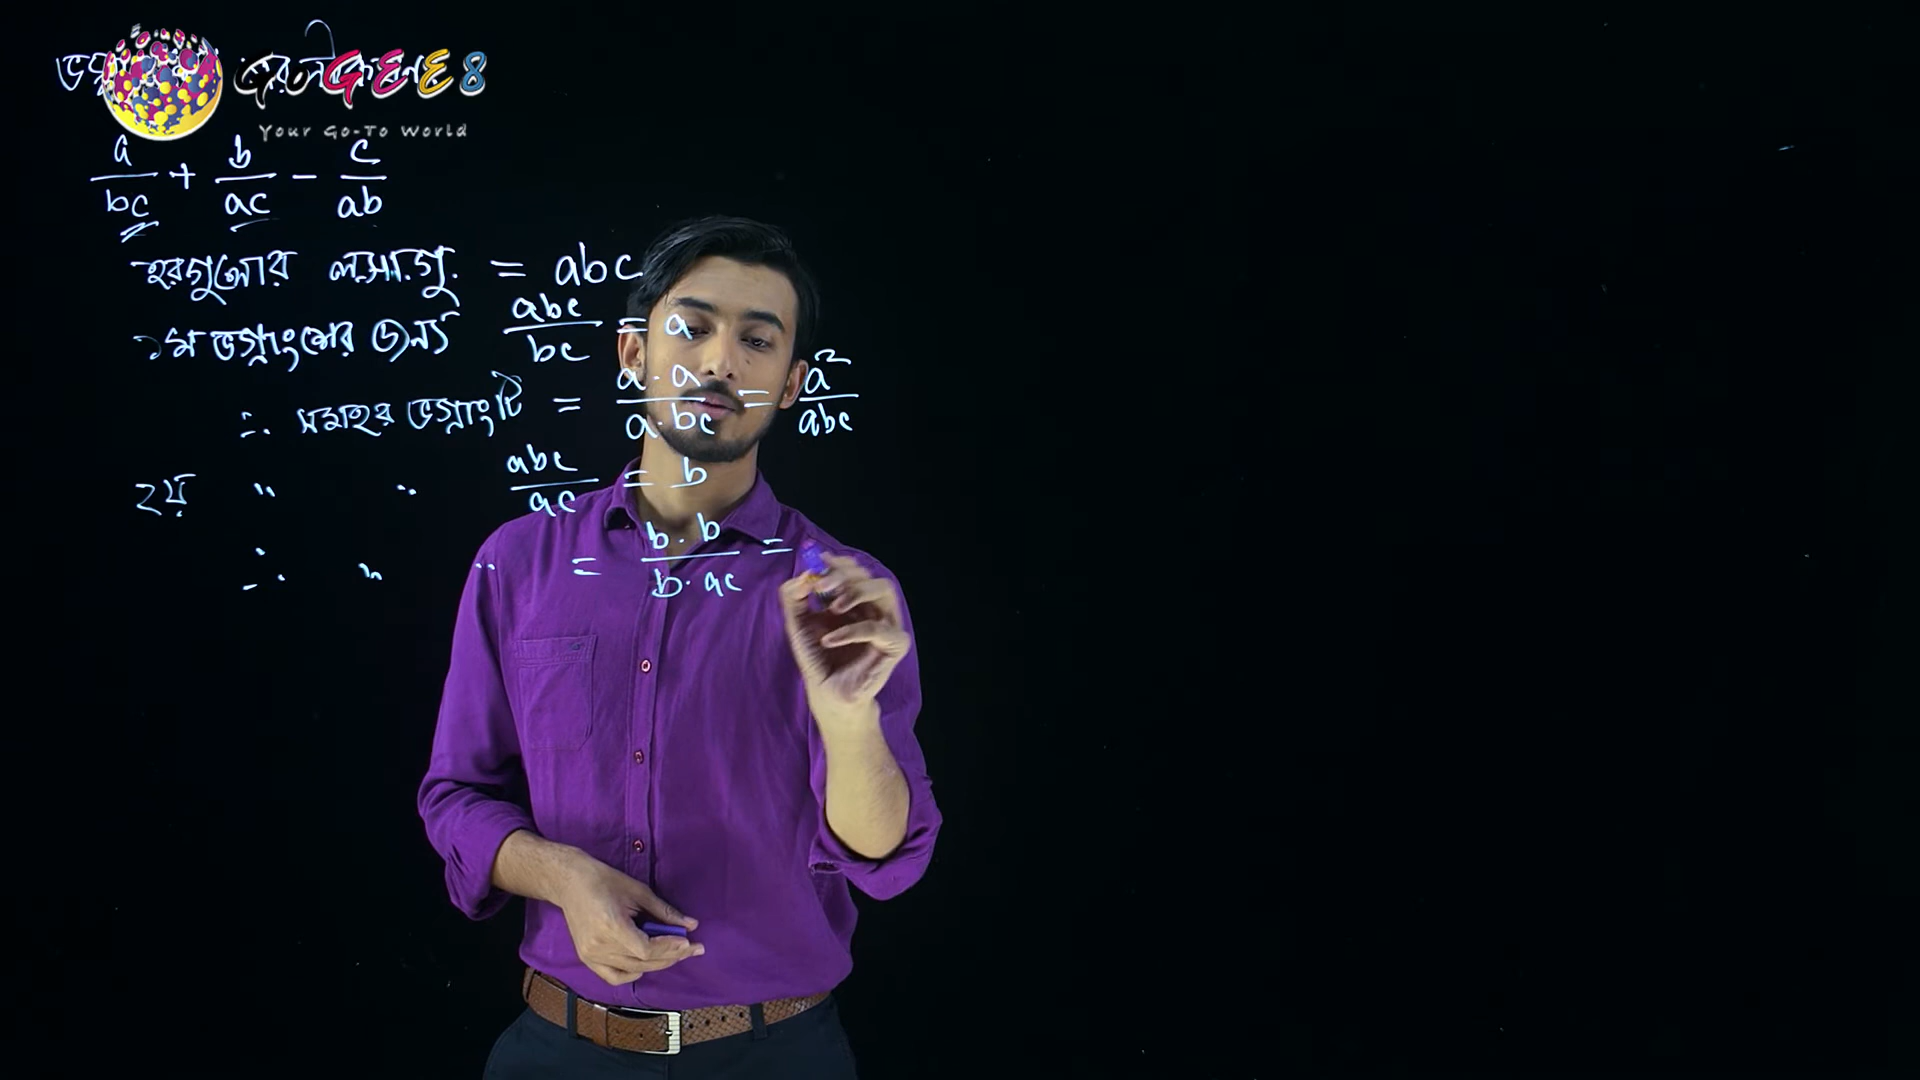 GOGEE8
Your Go-To World
a/bc + b/ac − c/ab
হরগুলোর ল.সা.গু. = abc
১ম ভগ্নাংশের জন্য abc/bc = a
∴ সমহর ভগ্নাংশটি = a·a/a·bc = a²/abc
২য় " " abc/ac = b
∴ " " = b·b/b·ac =